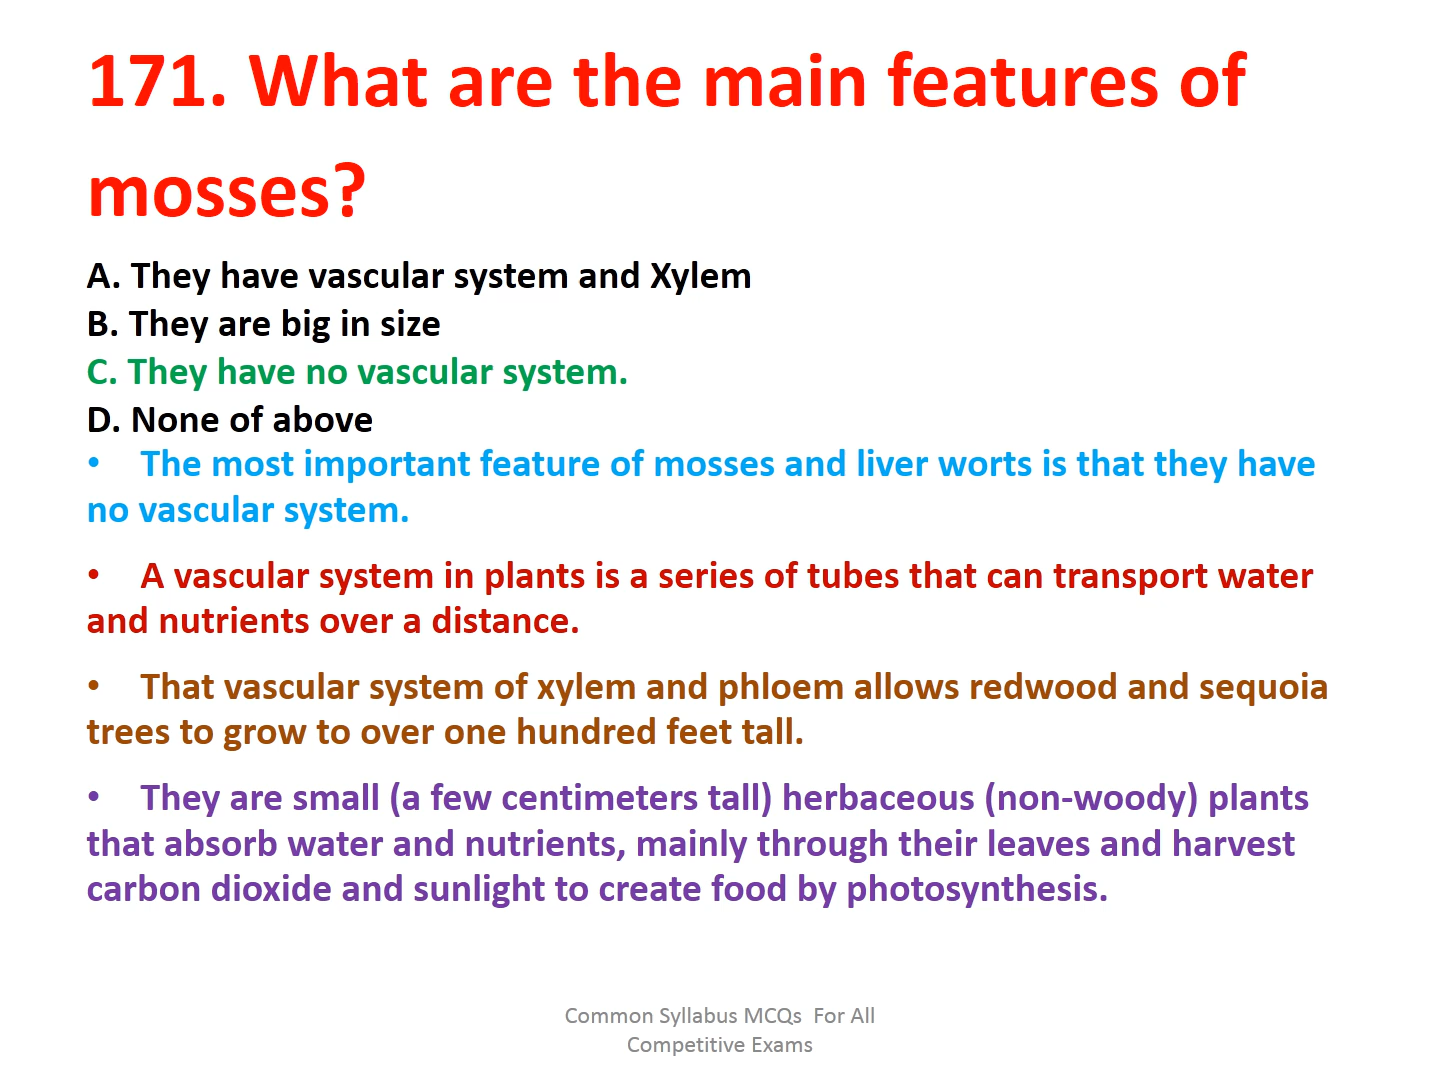 171. What are the main features of
mosses?
A. They have vascular system and Xylem
B. They are big in size
C. They have no vascular system.
D. None of above
• The most important feature of mosses and liver worts is that they have
no vascular system.
• A vascular system in plants is a series of tubes that can transport water
and nutrients over a distance.
• That vascular system of xylem and phloem allows redwood and sequoia
trees to grow to over one hundred feet tall.
• They are small (a few centimeters tall) herbaceous (non-woody) plants
that absorb water and nutrients, mainly through their leaves and harvest
carbon dioxide and sunlight to create food by photosynthesis.
Common Syllabus MCQs For All
Competitive Exams